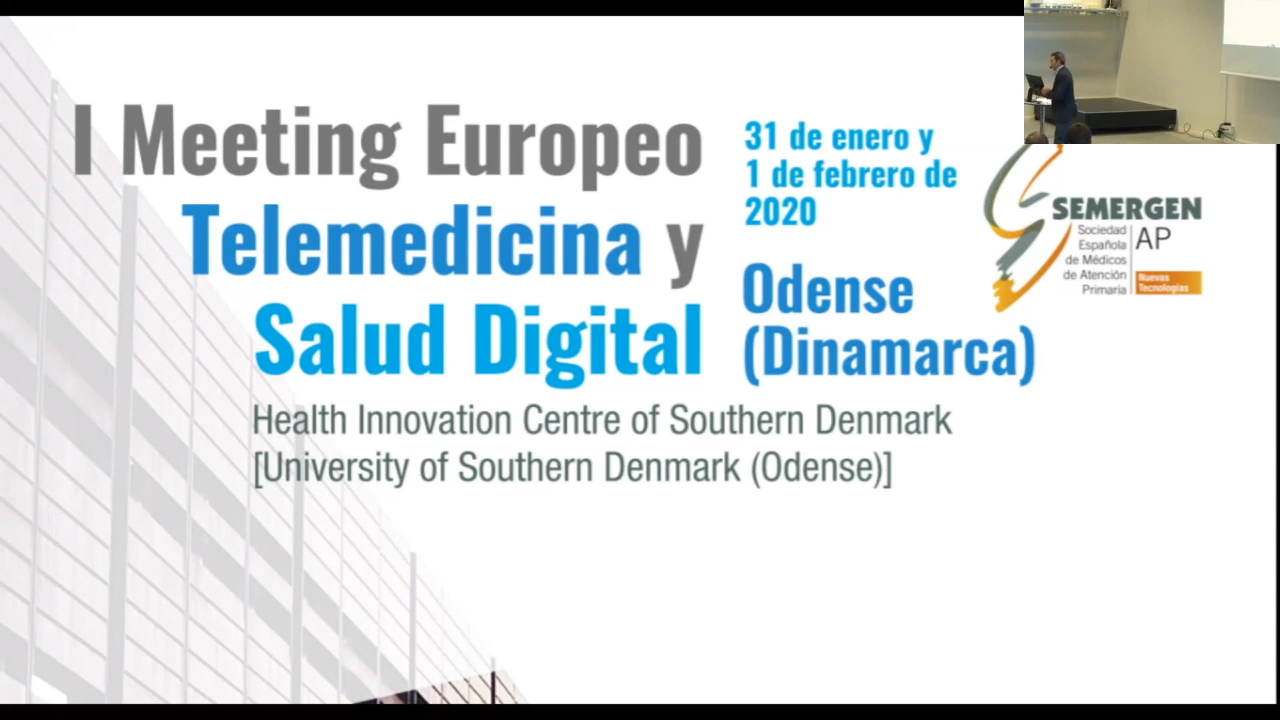 I Meeting Europeo
Telemedicina y
Salud Digital
31 de enero y
1 de febrero de
2020
Odense
(Dinamarca)
SEMERGEN
Sociedad
Española
de Médicos
de Atención
Primaria
AP
Nuevas
Tecnologías
Health Innovation Centre of Southern Denmark
[University of Southern Denmark (Odense)]